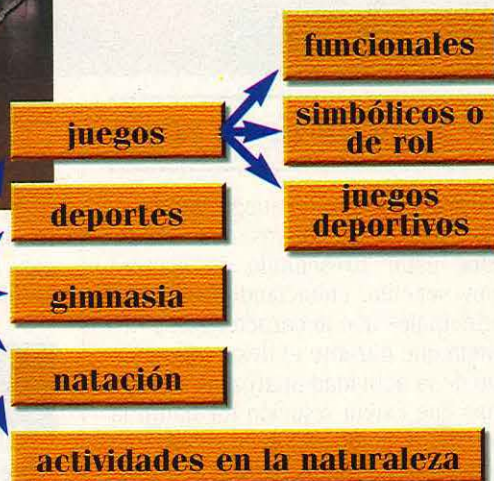 funcionales
juegos
simbólicos o
de rol
juegos
deportivos
deportes
gimnasia
natación
actividades en la naturaleza